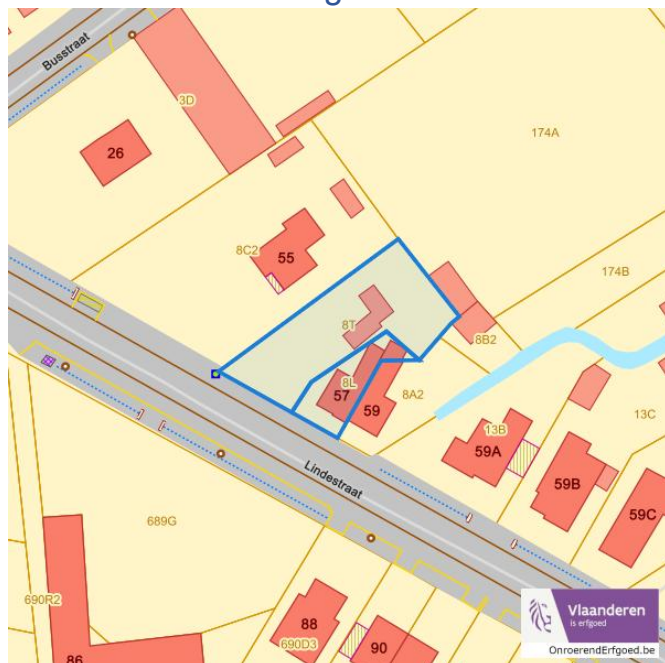 Busstraat
3D
26
174A
8C2
55
174B
8T
8B2
8L
57
59
8A2
13C
13B
59A
59B
59C
Lindestraat
689G
690R2
88
690D3
90
86
Vlaanderen
is erfgoed
OnroerendErfgoed.be